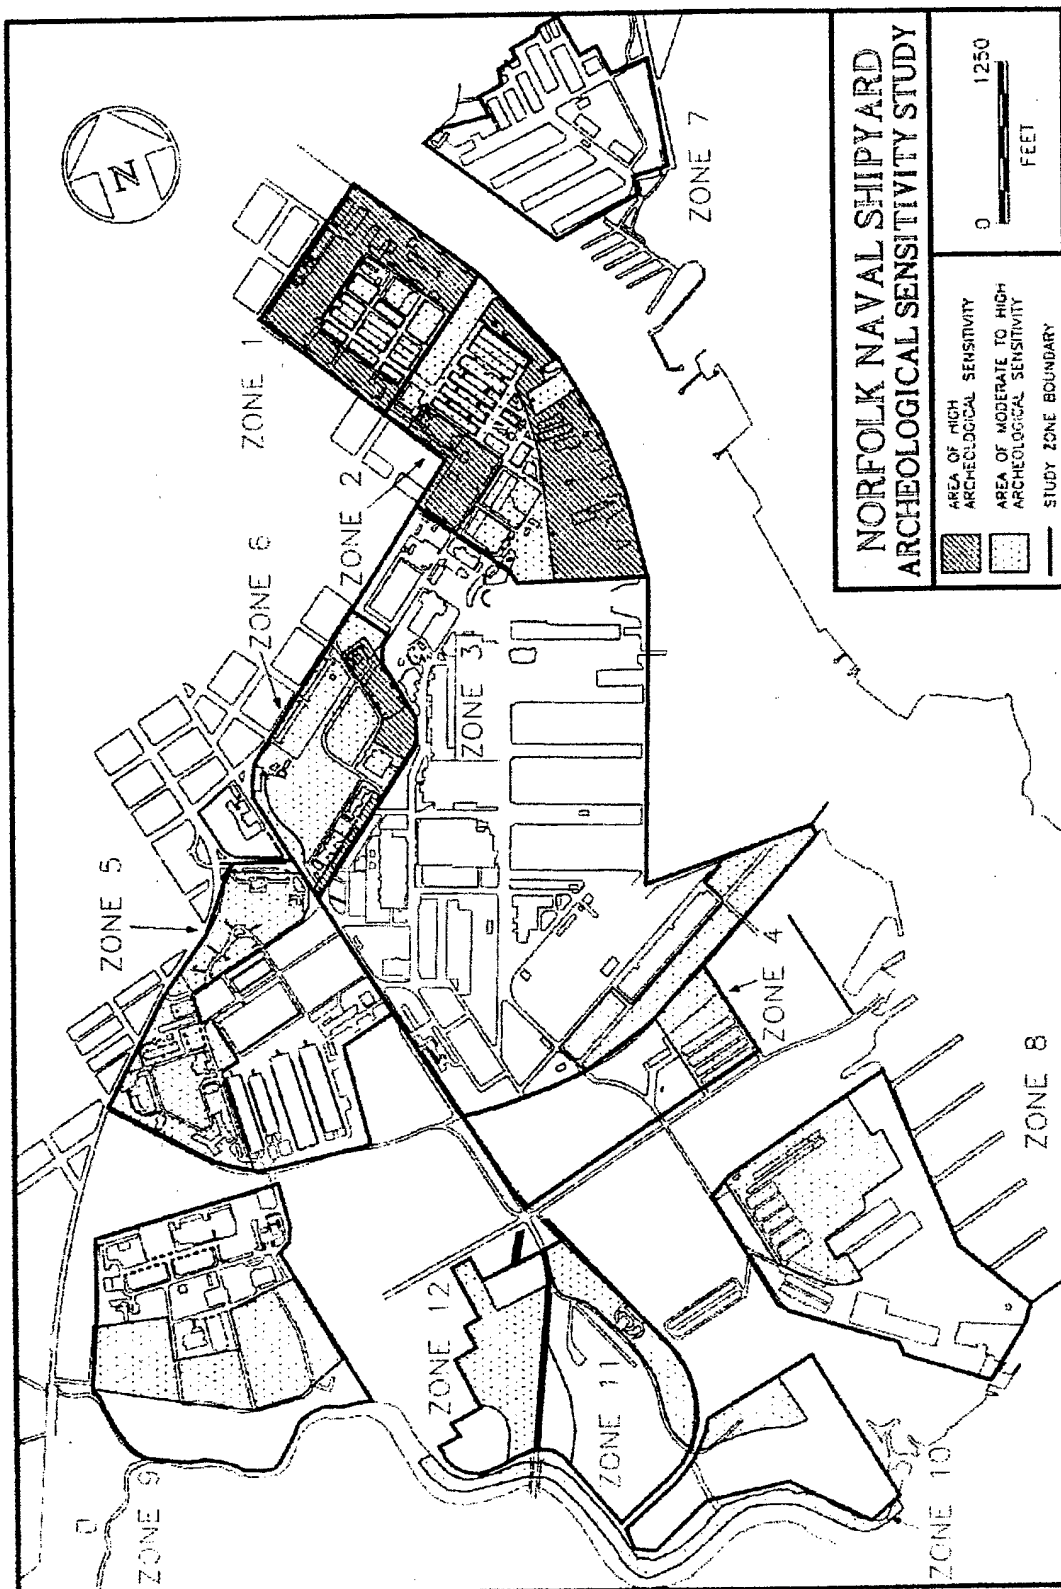 NORFOLK NAVAL SHIPYARD
ARCHEOLOGICAL SENSITIVITY STUDY
AREA OF HIGH
ARCHEOLOGICAL SENSITIVITY
AREA OF MODERATE TO HIGH
ARCHEOLOGICAL SENSITIVITY
STUDY ZONE BOUNDARY
0 1250
FEET
N
ZONE 1
ZONE 2
ZONE 6
ZONE 7
ZONE 3
ZONE 5
ZONE 4
ZONE 8
ZONE 12
ZONE 11
ZONE 9
ZONE 10